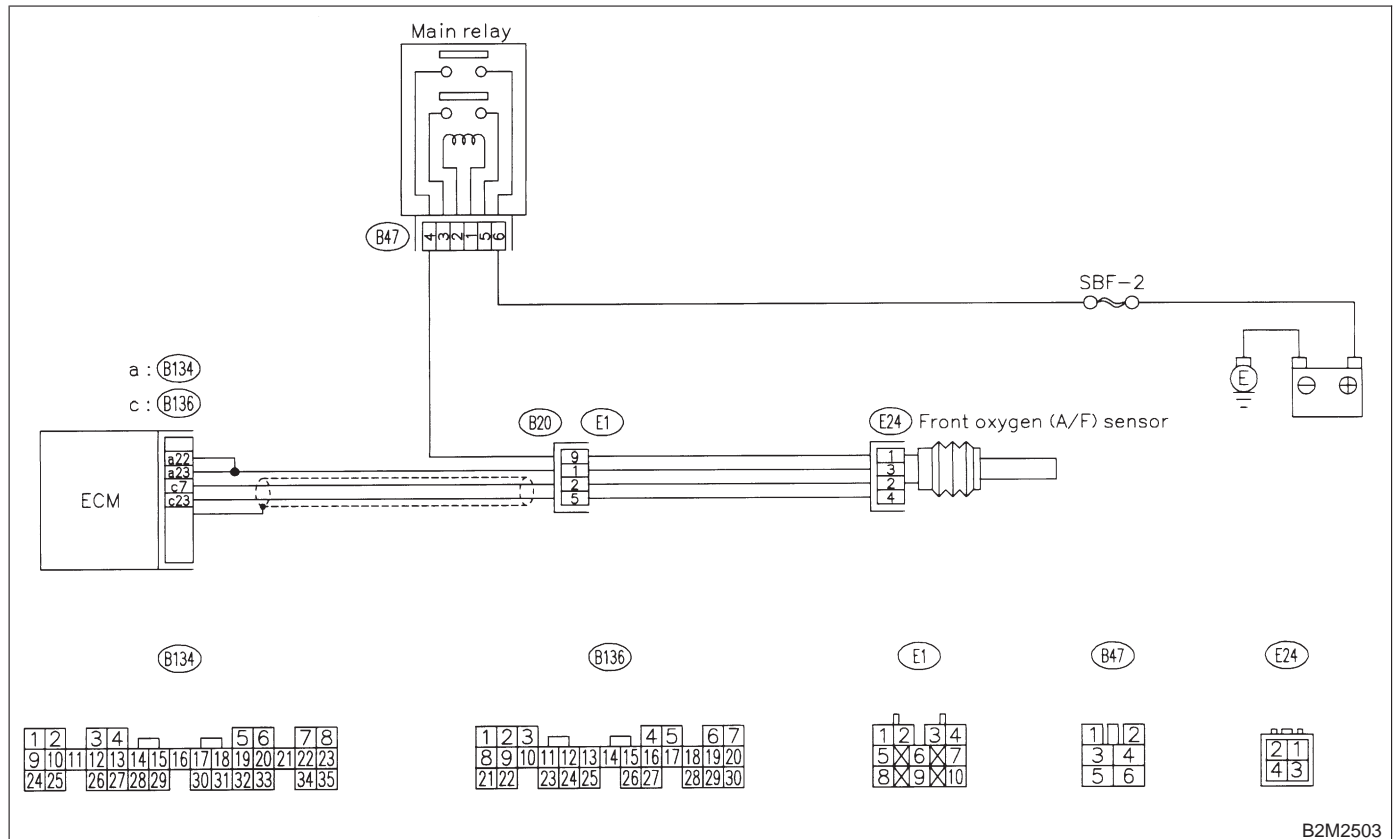 Main relay
B47
4 3 2 1 5 6
SBF-2
E
⊖ ⊕
a : B134
c : B136
B20 E1
E24 Front oxygen (A/F) sensor
ECM
a22
a23
c7
c23
9
1
2
5
1
3
2
4
B134
B136
E1
B47
E24
1 2 3 4 5 6 7 8
9 10 11 12 13 14 15 16 17 18 19 20 21 22 23
24 25 26 27 28 29 30 31 32 33 34 35
1 2 3 4 5 6 7
8 9 10 11 12 13 14 15 16 17 18 19 20
21 22 23 24 25 26 27 28 29 30
1 2 3 4
5 6 7
8 9 10
1 2
3 4
5 6
2 1
4 3
B2M2503